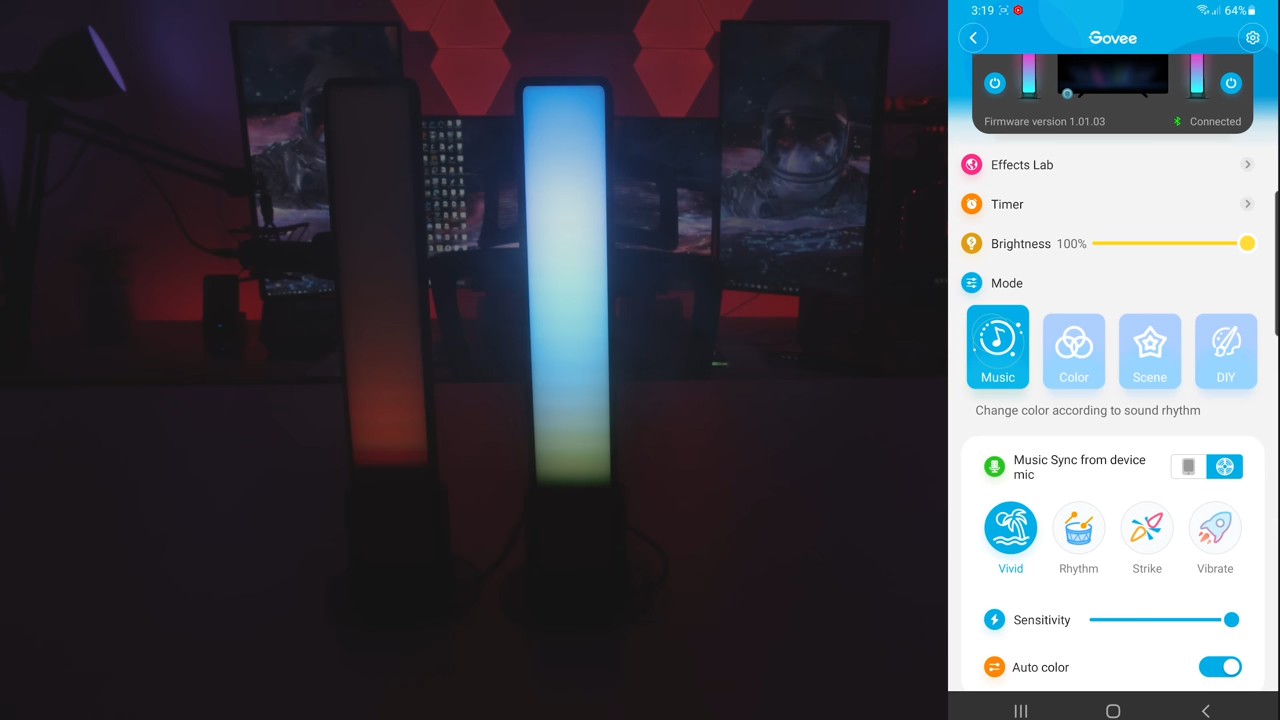 3:19
64%
Govee
Firmware version 1.01.03
Connected
Effects Lab
Timer
Brightness 100%
Mode
Music
Color
Scene
DIY
Change color according to sound rhythm
Music Sync from device
mic
Vivid
Rhythm
Strike
Vibrate
Sensitivity
Auto color